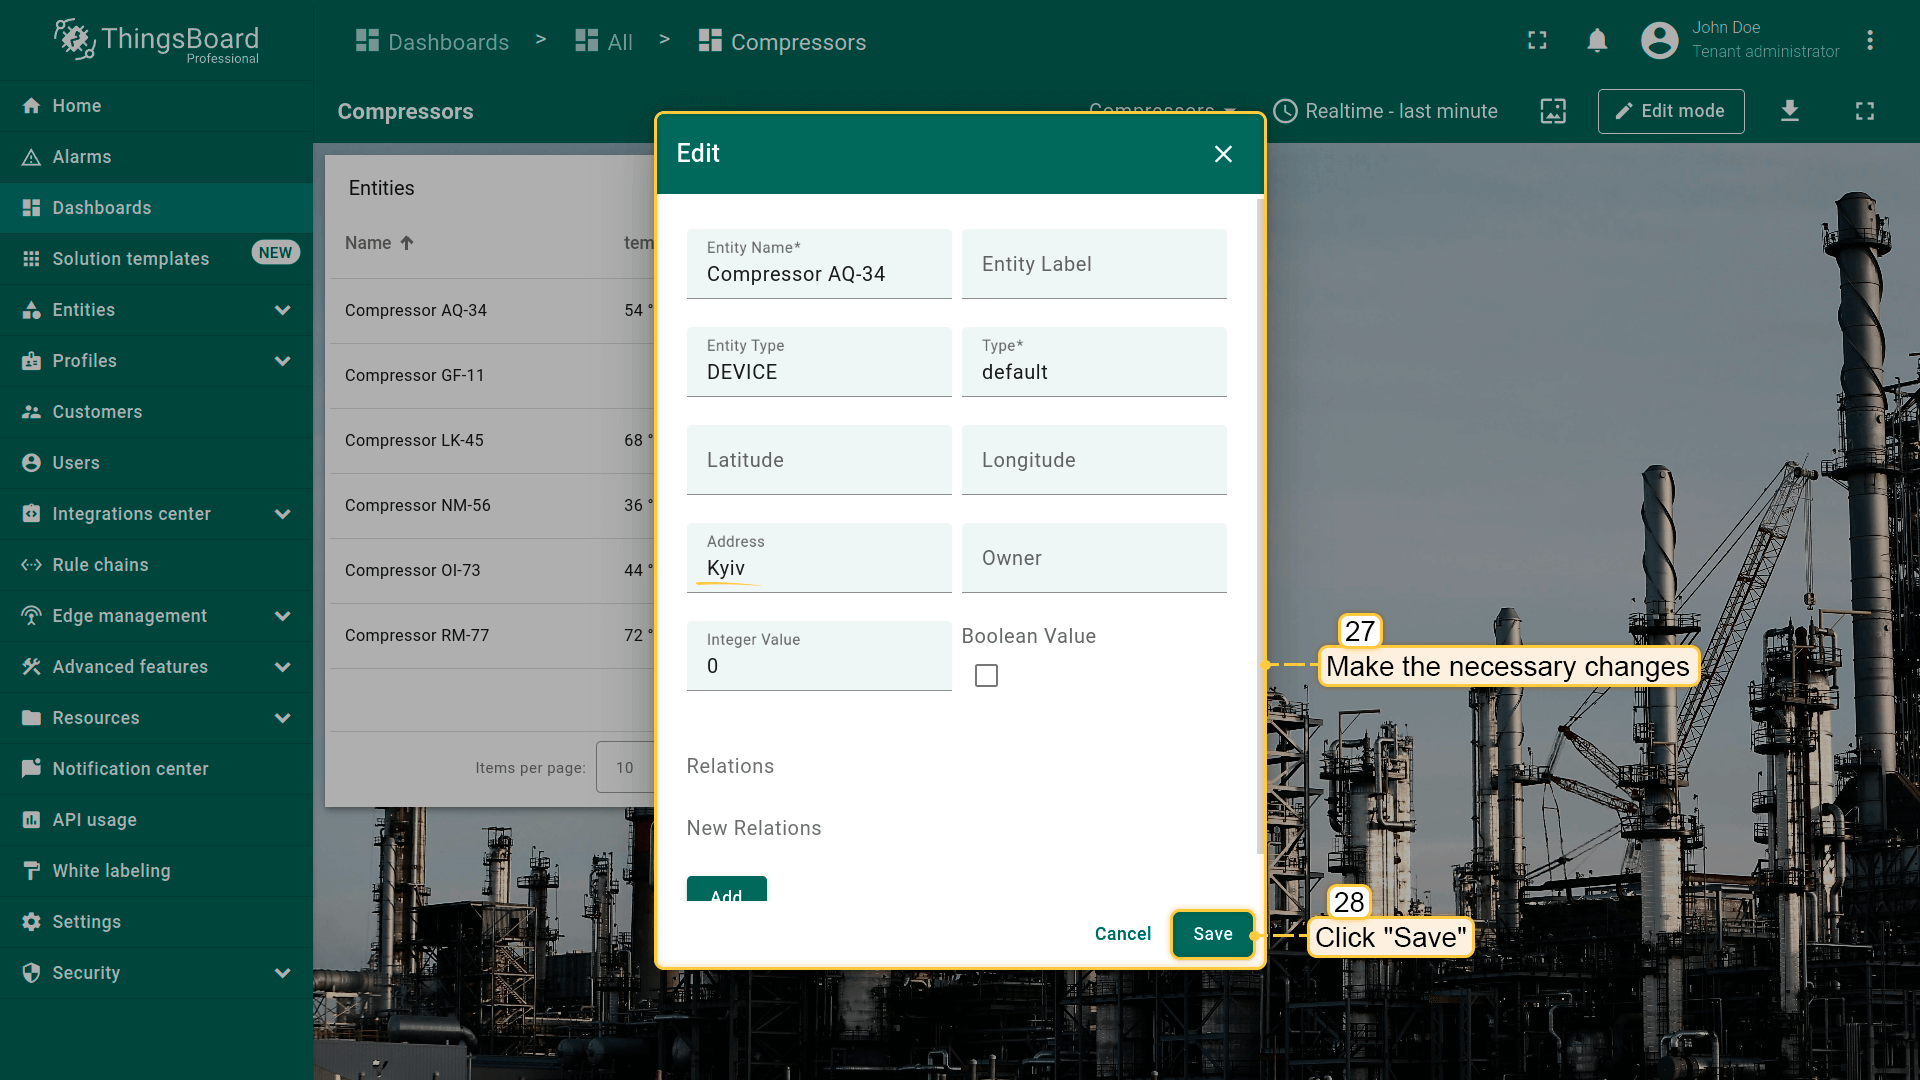 ThingsBoard
Professional
Dashboards > All > Compressors
John Doe
Tenant administrator
Home
Alarms
Dashboards
Solution templates NEW
Entities
Profiles
Customers
Users
Integrations center
Rule chains
Edge management
Advanced features
Resources
Notification center
API usage
White labeling
Settings
Security
Compressors
Compressors
Realtime - last minute
Edit mode
Entities
Name tem
Compressor AQ-34 54 °
Compressor GF-11
Compressor LK-45 68 °
Compressor NM-56 36 °
Compressor OI-73 44 °
Compressor RM-77 72 °
Items per page: 10
Edit
Entity Name*
Compressor AQ-34
Entity Label
Entity Type
DEVICE
Type*
default
Latitude
Longitude
Address
Kyiv
Owner
Integer Value
0
Boolean Value
Relations
New Relations
Add
Cancel
Save
27
Make the necessary changes
28
Click "Save"